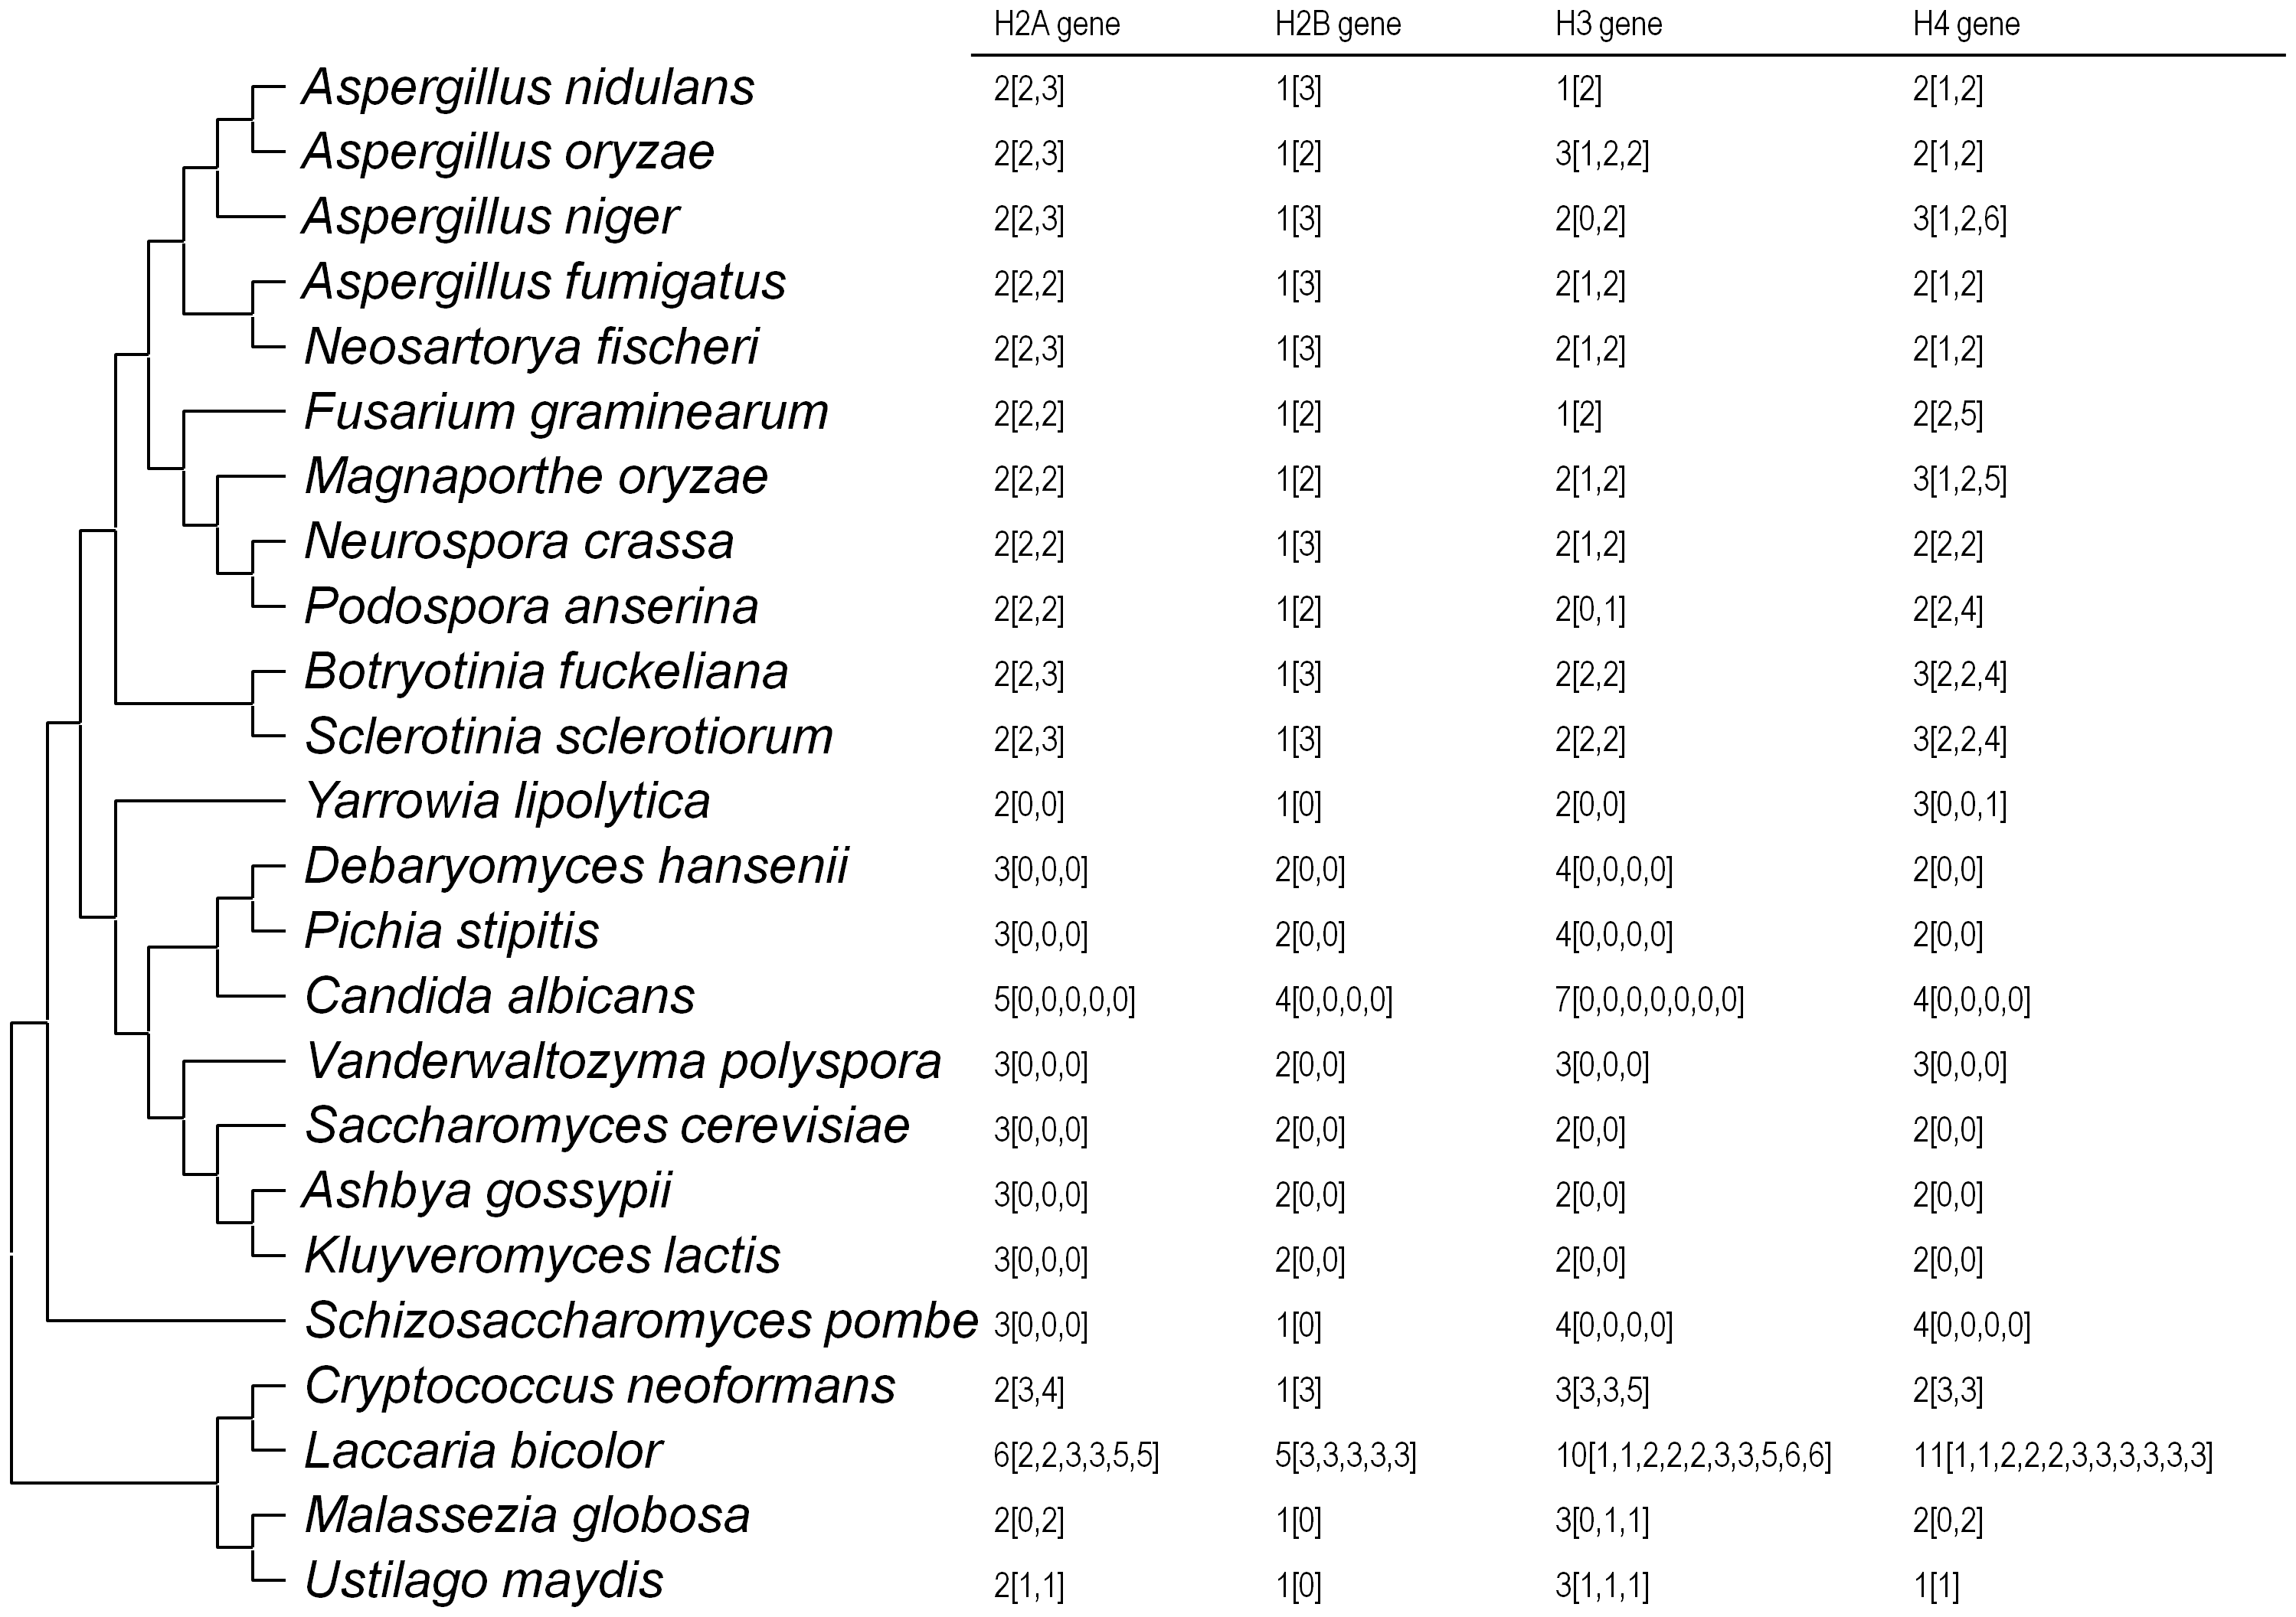 H2A gene H2B gene H3 gene H4 gene
Aspergillus nidulans 2[2,3] 1[3] 1[2] 2[1,2]
Aspergillus oryzae 2[2,3] 1[2] 3[1,2,2] 2[1,2]
Aspergillus niger 2[2,3] 1[3] 2[0,2] 3[1,2,6]
Aspergillus fumigatus 2[2,2] 1[3] 2[1,2] 2[1,2]
Neosartorya fischeri 2[2,3] 1[3] 2[1,2] 2[1,2]
Fusarium graminearum 2[2,2] 1[2] 1[2] 2[2,5]
Magnaporthe oryzae 2[2,2] 1[2] 2[1,2] 3[1,2,5]
Neurospora crassa 2[2,2] 1[3] 2[1,2] 2[2,2]
Podospora anserina 2[2,2] 1[2] 2[0,1] 2[2,4]
Botryotinia fuckeliana 2[2,3] 1[3] 2[2,2] 3[2,2,4]
Sclerotinia sclerotiorum 2[2,3] 1[3] 2[2,2] 3[2,2,4]
Yarrowia lipolytica 2[0,0] 1[0] 2[0,0] 3[0,0,1]
Debaryomyces hansenii 3[0,0,0] 2[0,0] 4[0,0,0,0] 2[0,0]
Pichia stipitis 3[0,0,0] 2[0,0] 4[0,0,0,0] 2[0,0]
Candida albicans 5[0,0,0,0,0] 4[0,0,0,0] 7[0,0,0,0,0,0,0] 4[0,0,0,0]
Vanderwaltozyma polyspora 3[0,0,0] 2[0,0] 3[0,0,0] 3[0,0,0]
Saccharomyces cerevisiae 3[0,0,0] 2[0,0] 2[0,0] 2[0,0]
Ashbya gossypii 3[0,0,0] 2[0,0] 2[0,0] 2[0,0]
Kluyveromyces lactis 3[0,0,0] 2[0,0] 2[0,0] 2[0,0]
Schizosaccharomyces pombe 3[0,0,0] 1[0] 4[0,0,0,0] 4[0,0,0,0]
Cryptococcus neoformans 2[3,4] 1[3] 3[3,3,5] 2[3,3]
Laccaria bicolor 6[2,2,3,3,5,5] 5[3,3,3,3,3] 10[1,1,2,2,2,3,3,5,6,6] 11[1,1,2,2,2,3,3,3,3,3,3]
Malassezia globosa 2[0,2] 1[0] 3[0,1,1] 2[0,2]
Ustilago maydis 2[1,1] 1[0] 3[1,1,1] 1[1]